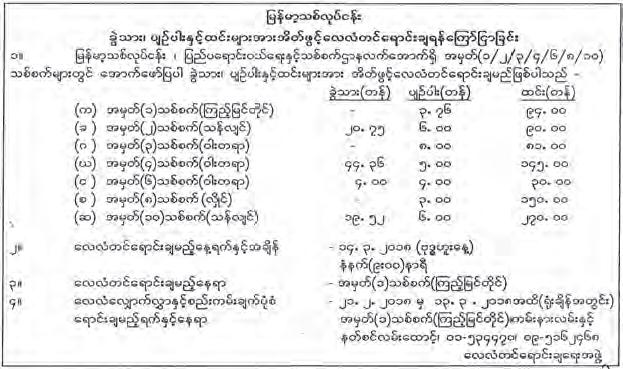 မြန်မာ့သစ်လုပ်ငန်း
ခွဲသား၊ ပျဉ်ပါးနှင့်ထင်းများအားအိတ်ဖွင့်လေလံတင်ရောင်းချရန်ကြော်ငြာခြင်း
၁။ မြန်မာ့သစ်လုပ်ငန်း ၊ ပြည်ပရောင်းဝယ်ရေးနှင့်သစ်စက်ဌာနလက်အောက်ရှိ အမှတ်(၁/၂/၃/၄/၆/၈/၁၀)
သစ်စက်များတွင် အောက်ဖော်ပြပါ ခွဲသား၊ ပျဉ်ပါးနှင့်ထင်းများအား အိတ်ဖွင့်လေလံတင်ရောင်းချမည်ဖြစ်ပါသည် -
ခွဲသား(တန်) ပျဉ်ပါး(တန်) ထင်း(တန်)
(က) အမှတ်(၁)သစ်စက်(ကြည့်မြင်တိုင်) - ၃. ၇၆ ၉၄. ၀၀
(ခ) အမှတ်(၂)သစ်စက်(သန်လျင်) ၂၀. ၇၅ ၆. ၀၀ ၉၀. ၀၀
(ဂ) အမှတ်(၃)သစ်စက်(ဝါးတရာ) - ၈. ၀၀ ၈၁. ၀၀
(ဃ) အမှတ်(၄)သစ်စက်(ဝါးတရာ) ၄၄. ၃၆ ၅. ၀၀ ၁၄၅. ၀၀
(င) အမှတ်(၆)သစ်စက်(ဝါးတရာ) ၄. ၀၀ ၄. ၀၀ ၃၀. ၀၀
(စ) အမှတ်(၈)သစ်စက် (လှိုင်) - ၃. ၀၀ ၁၅၀. ၀၀
(ဆ) အမှတ်(၁၀)သစ်စက်(သန်လျင်) ၁၉. ၅၂ ၆. ၀၀ ၂၇၀. ၀၀
၂။ လေလံတင်ရောင်းချမည့်နေ့ရက်နှင့်အချိန် - ၁၄. ၃. ၂၀၁၈ (ဗုဒ္ဓဟူးနေ့)
နံနက်(၉း၀၀)နာရီ
၃။ လေလံတင်ရောင်းချမည့်နေရာ - အမှတ်(၁)သစ်စက်(ကြည့်မြင်တိုင်)
၄။ လေလံလျှောက်လွှာနှင့်စည်းကမ်းချက်ပုံစံ - ၂၁. ၂. ၂၀၁၈ မှ ၁၃. ၃ . ၂၀၁၈အထိ(ရုံးချိန်အတွင်း)
ရောင်းချမည့်ရက်နှင့်နေရာ အမှတ်(၁)သစ်စက်(ကြည့်မြင်တိုင်)ကမ်းနားလမ်းနှင့်
နတ်စင်လမ်းထောင့်၊ ၀၁-၅၃၄၄၇၀၊ ၀၉-၅၁၆၂၄၆၈
လေလံတင်ရောင်းချရေးအဖွဲ့